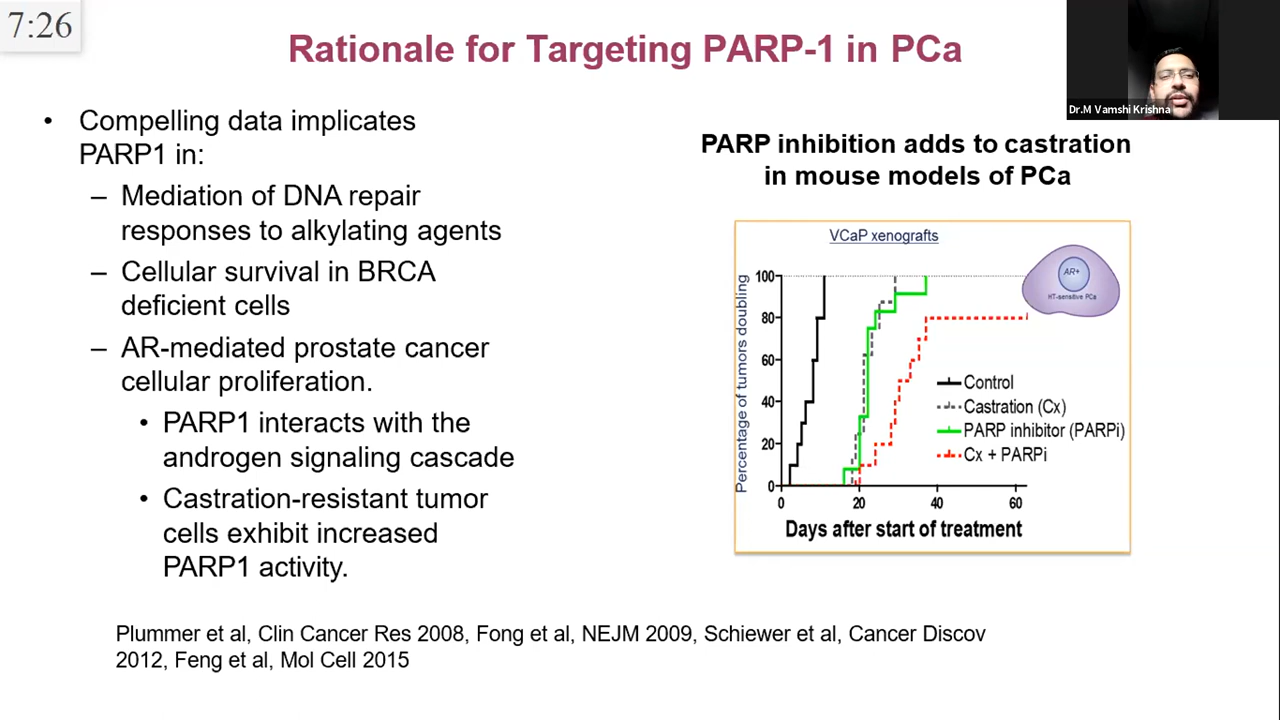 7:26
Rationale for Targeting PARP-1 in PCa
Dr.M Vamshi Krishna
• Compelling data implicates
PARP1 in:
– Mediation of DNA repair
responses to alkylating agents
– Cellular survival in BRCA
deficient cells
– AR-mediated prostate cancer
cellular proliferation.
• PARP1 interacts with the
androgen signaling cascade
• Castration-resistant tumor
cells exhibit increased
PARP1 activity.
PARP inhibition adds to castration
in mouse models of PCa
VCaP xenografts
Percentage of tumors doubling
100
80
60
40
20
0
AR+
HT-sensitive PCa
Control
Castration (Cx)
PARP inhibitor (PARPi)
Cx + PARPi
0 20 40 60
Days after start of treatment
Plummer et al, Clin Cancer Res 2008, Fong et al, NEJM 2009, Schiewer et al, Cancer Discov
2012, Feng et al, Mol Cell 2015